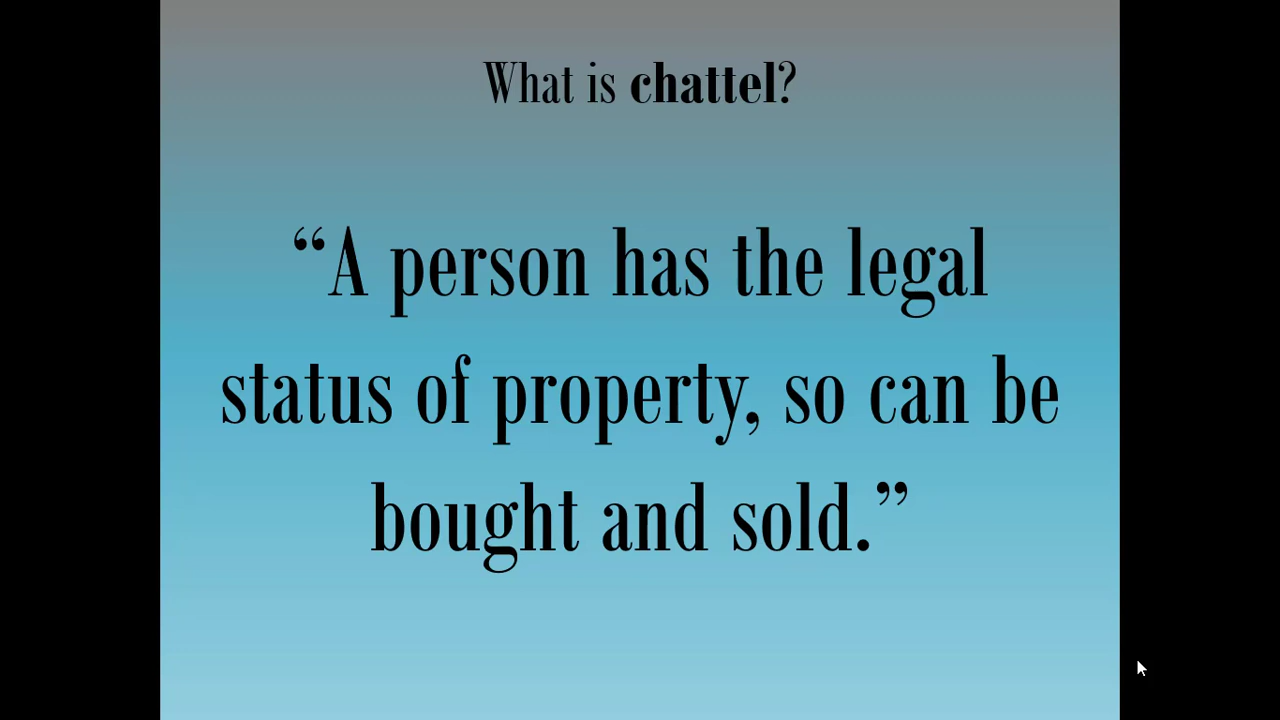 What is chattel?
“A person has the legal
status of property, so can be
bought and sold.”